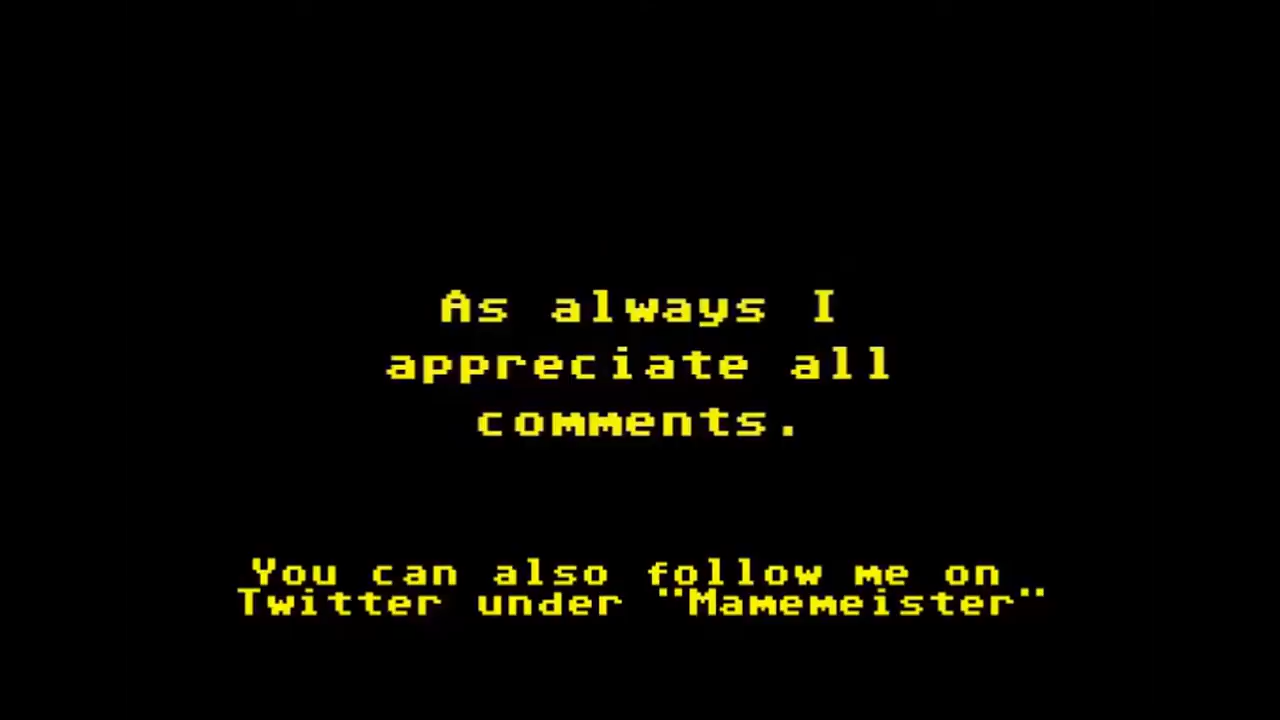 As always I
appreciate all
comments.
You can also follow me on
Twitter under "Mamemeister"